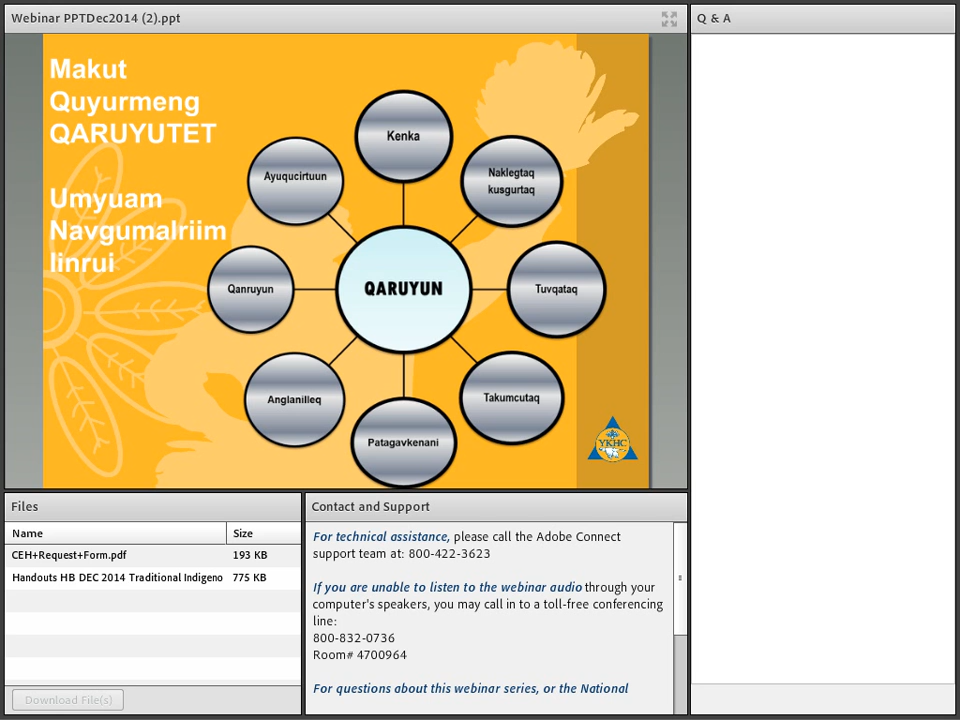 Webinar PPTDec2014 (2).ppt
Makut
Quyurmeng
QARUYUTET
Umyuam
Navgumalriim
Iinrui
Kenka
Naklegtaq
kusgurtaq
Tuvqataq
Takumcutaq
Patagavkenani
Anglanilleq
Qanruyun
Ayuqucirtuun
QARUYUN
YKHC
Q & A
Files
Name Size
CEH+Request+Form.pdf 193 KB
Handouts HB DEC 2014 Traditional Indigeno 775 KB
Download File(s)
Contact and Support
For technical assistance, please call the Adobe Connect
support team at: 800-422-3623
If you are unable to listen to the webinar audio through your
computer's speakers, you may call in to a toll-free conferencing
line:
800-832-0736
Room# 4700964
For questions about this webinar series, or the National